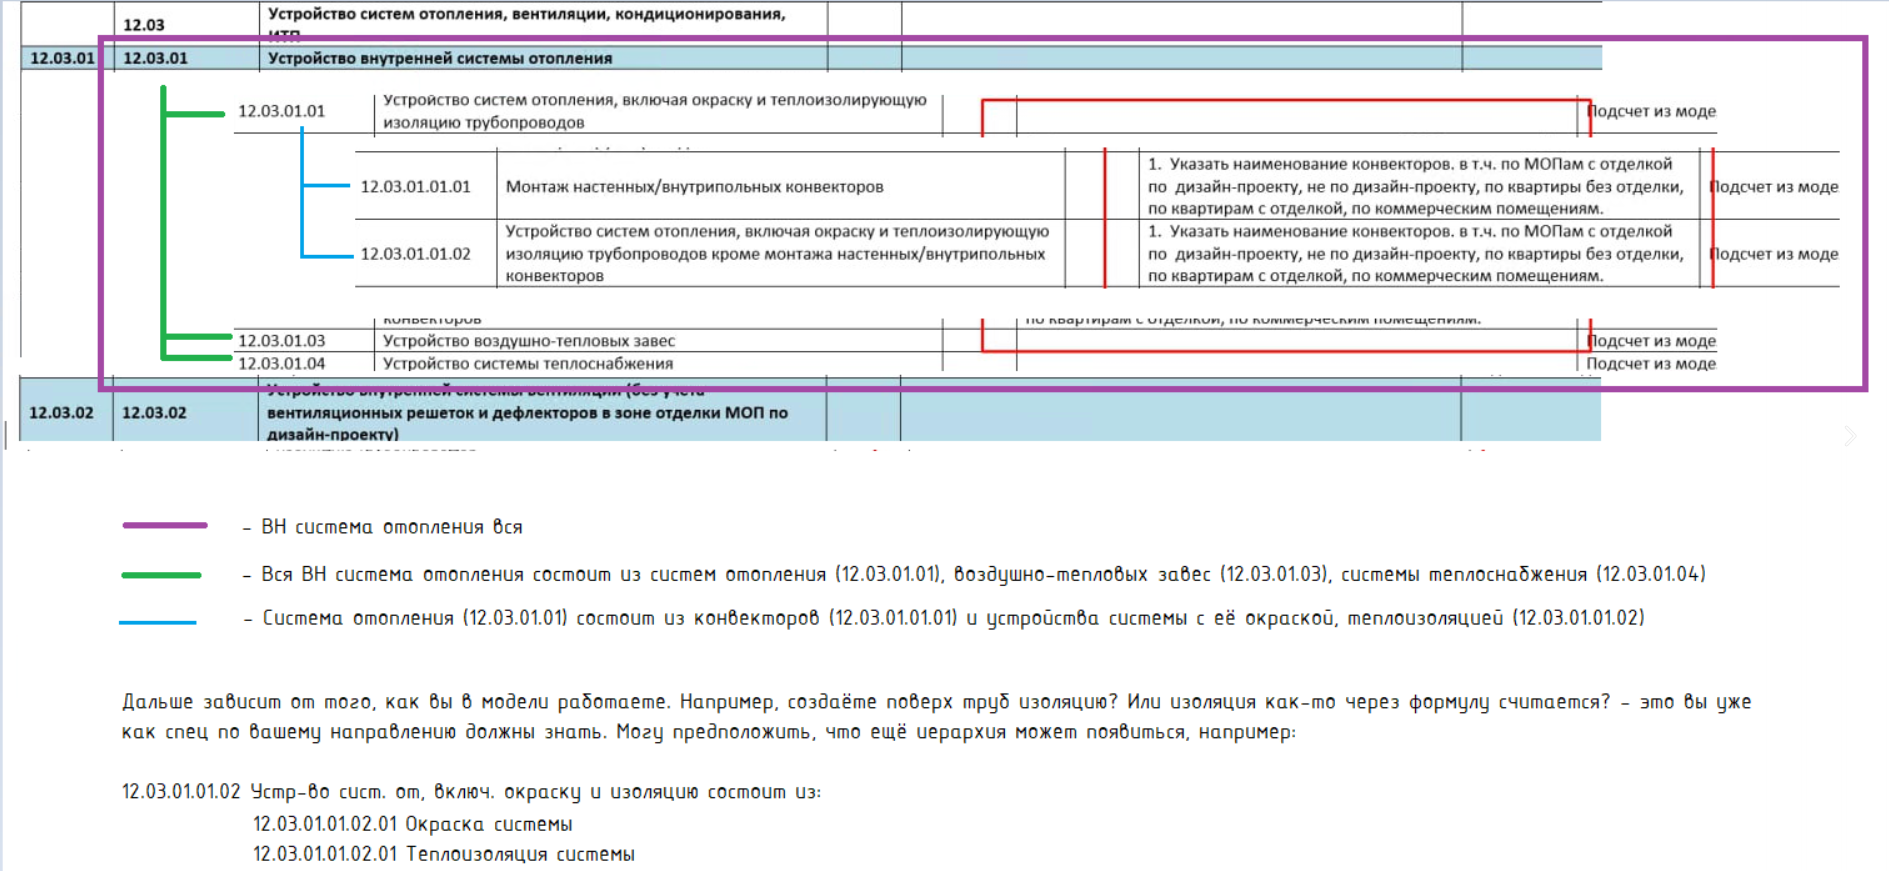 12.03 Устройство систем отопления, вентиляции, кондиционирования,
ИТП
12.03.01 12.03.01 Устройство внутренней системы отопления
12.03.01.01 Устройство систем отопления, включая окраску и теплоизолирующую
изоляцию трубопроводов
Подсчет из моде
12.03.01.01.01 Монтаж настенных/внутрипольных конвекторов
1. Указать наименование конвекторов. в т.ч. по МОПам с отделкой
по дизайн-проекту, не по дизайн-проекту, по квартиры без отделки,
по квартирам с отделкой, по коммерческим помещениям.
Подсчет из моде
12.03.01.01.02 Устройство систем отопления, включая окраску и теплоизолирующую
изоляцию трубопроводов кроме монтажа настенных/внутрипольных
конвекторов
1. Указать наименование конвекторов. в т.ч. по МОПам с отделкой
по дизайн-проекту, не по дизайн-проекту, по квартиры без отделки,
по квартирам с отделкой, по коммерческим помещениям.
Подсчет из моде
конвекторов по квартирам с отделкой, по коммерческим помещениям.
12.03.01.03 Устройство воздушно-тепловых завес Подсчет из моде
12.03.01.04 Устройство системы теплоснабжения Подсчет из моде
Устройство внутренней системы вентиляции (без учета
12.03.02 12.03.02 вентиляционных решеток и дефлекторов в зоне отделки МОП по
дизайн-проекту)
– ВН система отопления вся
– Вся ВН система отопления состоит из систем отопления (12.03.01.01), воздушно-тепловых завес (12.03.01.03), системы теплоснабжения (12.03.01.04)
– Система отопления (12.03.01.01) состоит из конвекторов (12.03.01.01.01) и устройства системы с её окраской, теплоизоляцией (12.03.01.01.02)
Дальше зависит от того, как вы в модели работаете. Например, создаёте поверх труб изоляцию? Или изоляция как-то через формулу считается? – это вы уже
как спец по вашему направлению должны знать. Могу предположить, что ещё иерархия может появиться, например:
12.03.01.01.02 Устр-во сист. от, включ. окраску и изоляцию состоит из:
12.03.01.01.02.01 Окраска системы
12.03.01.01.02.01 Теплоизоляция системы